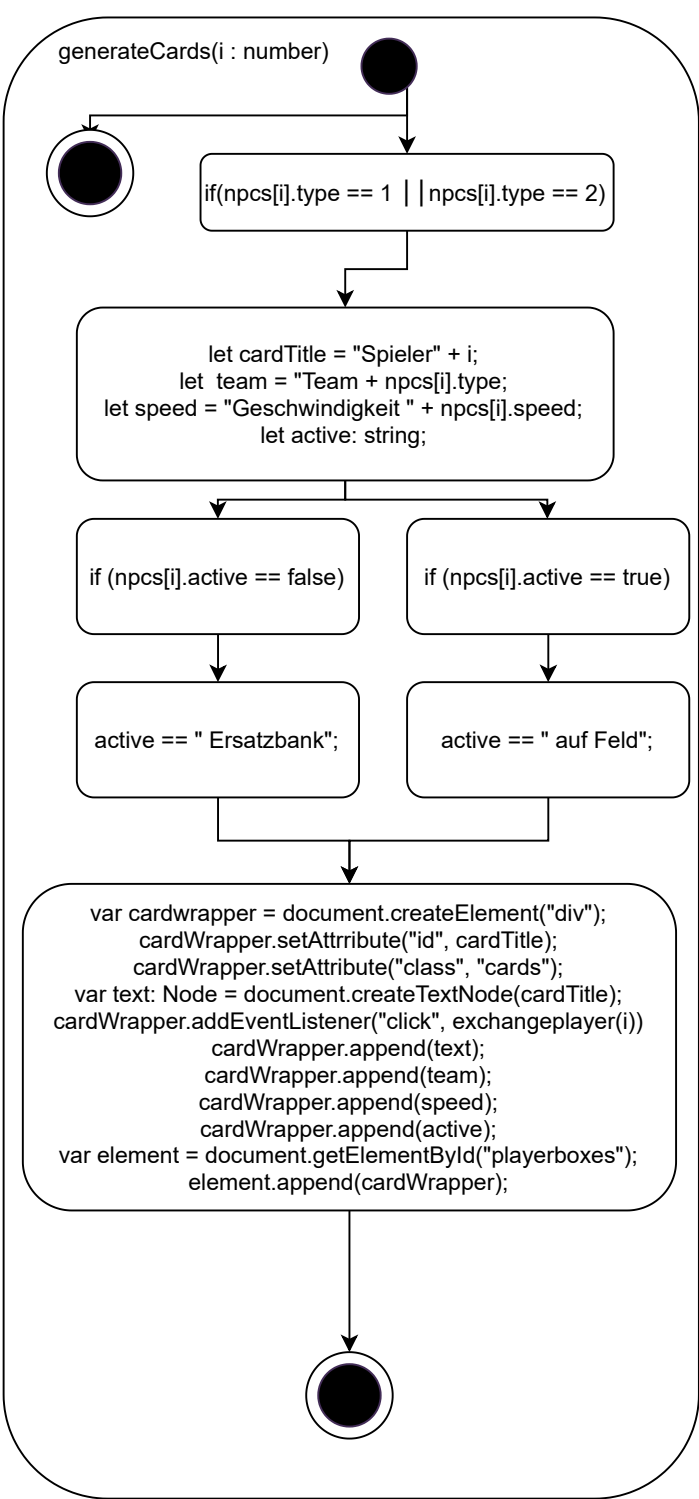 generateCards(i : number)
if(npcs[i].type == 1 ||npcs[i].type == 2)
let cardTitle = "Spieler" + i;
let  team = "Team + npcs[i].type;
let speed = "Geschwindigkeit " + npcs[i].speed;
let active: string;
if (npcs[i].active == false)
if (npcs[i].active == true)
active == " Ersatzbank";
active == " auf Feld";
var cardwrapper = document.createElement("div");
cardWrapper.setAttrribute("id", cardTitle);
cardWrapper.setAttribute("class", "cards");
var text: Node = document.createTextNode(cardTitle);
cardWrapper.addEventListener("click", exchangeplayer(i))
cardWrapper.append(text);
cardWrapper.append(team);
cardWrapper.append(speed);
cardWrapper.append(active);
var element = document.getElementById("playerboxes");
element.append(cardWrapper);